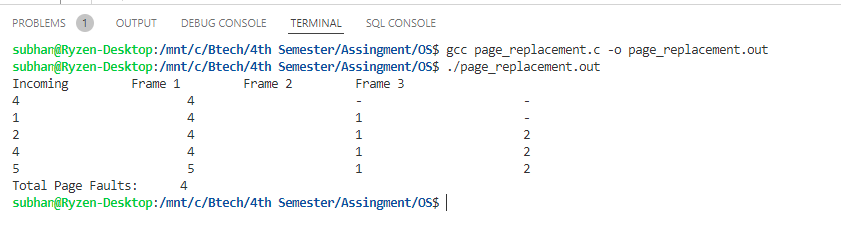 PROBLEMS 1 OUTPUT DEBUG CONSOLE TERMINAL SQL CONSOLE
subhan@Ryzen-Desktop:/mnt/c/Btech/4th Semester/Assingment/OS$ gcc page_replacement.c -o page_replacement.out
subhan@Ryzen-Desktop:/mnt/c/Btech/4th Semester/Assingment/OS$ ./page_replacement.out
Incoming Frame 1 Frame 2 Frame 3
4 4 - -
1 4 1 -
2 4 1 2
4 4 1 2
5 5 1 2
Total Page Faults: 4
subhan@Ryzen-Desktop:/mnt/c/Btech/4th Semester/Assingment/OS$